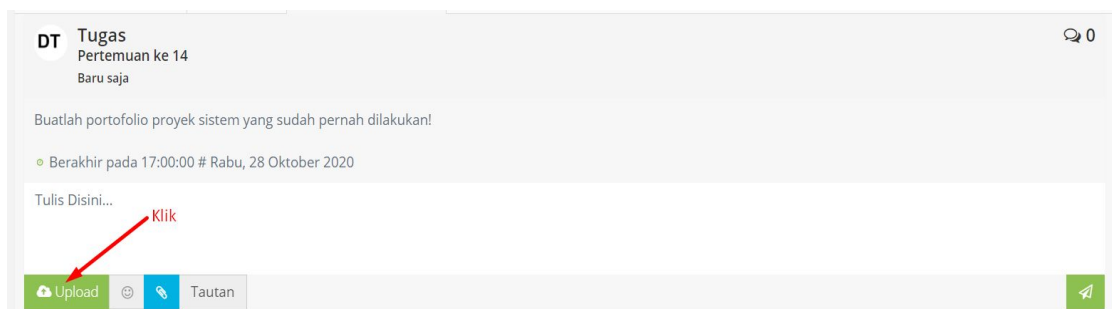 DT Tugas 0
Pertemuan ke 14
Baru saja
Buatlah portofolio proyek sistem yang sudah pernah dilakukan!
Berakhir pada 17:00:00 # Rabu, 28 Oktober 2020
Tulis Disini...
Klik
Upload Tautan